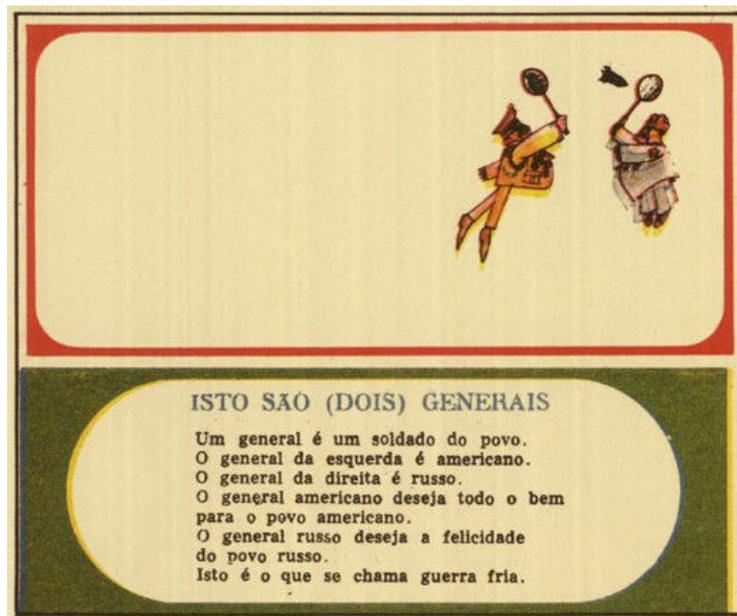 ISTO SÃO (DOIS) GENERAIS
Um general é um soldado do povo.
O general da esquerda é americano.
O general da direita é russo.
O general americano deseja todo o bem
para o povo americano.
O general russo deseja a felicidade
do povo russo.
Isto é o que se chama guerra fria.